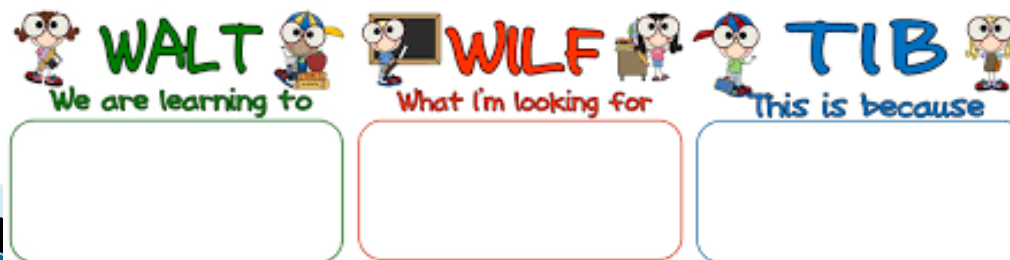 WALT
We are learning to
WILF
What I'm looking for
TIB
This is because